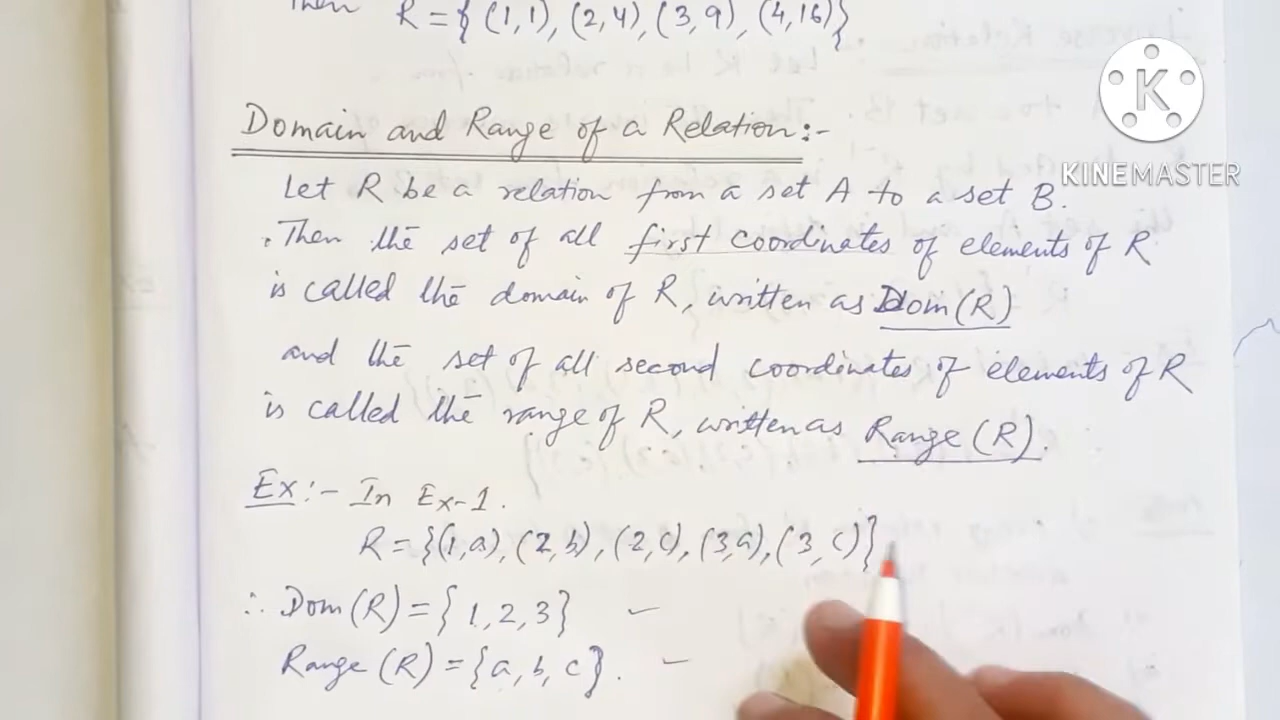 Then R = {(1,1), (2,4), (3,9), (4,16)}
K
KINEMASTER
Domain and Range of a Relation:-
Let R be a relation from a set A to a set B.
Then the set of all first coordinates of elements of R
is called the domain of R, written as Dom(R)
and the set of all second coordinates of elements of R
is called the range of R, written as Range(R).
Ex:- In Ex-1.
R = {(1,a), (2,b), (2,c), (3,a), (3,c)}
∴ Dom(R) = {1,2,3}
Range(R) = {a,b,c}.